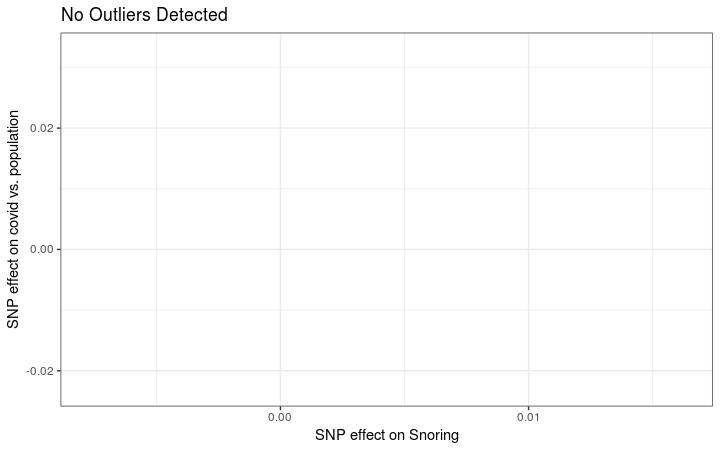 No Outliers Detected
SNP effect on covid vs. population
0.02
0.00
-0.02
0.00 0.01
SNP effect on Snoring